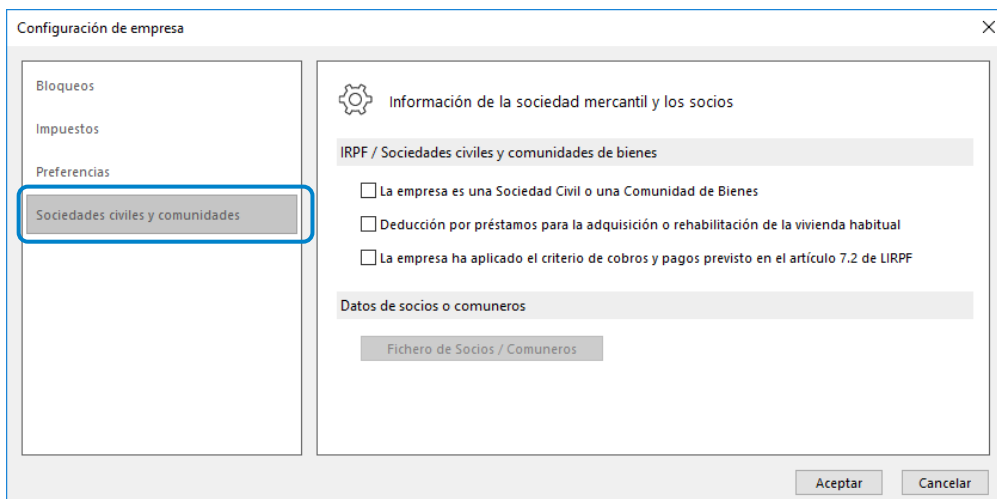 Configuración de empresa
Bloqueos
Impuestos
Preferencias
Sociedades civiles y comunidades
Información de la sociedad mercantil y los socios
IRPF / Sociedades civiles y comunidades de bienes
La empresa es una Sociedad Civil o una Comunidad de Bienes
Deducción por préstamos para la adquisición o rehabilitación de la vivienda habitual
La empresa ha aplicado el criterio de cobros y pagos previsto en el artículo 7.2 de LIRPF
Datos de socios o comuneros
Fichero de Socios / Comuneros
Aceptar
Cancelar